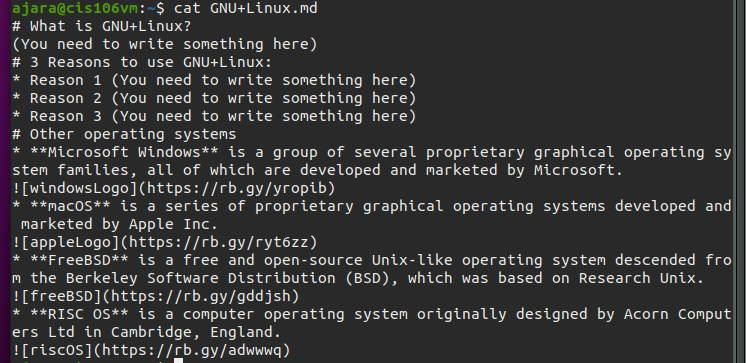 ajara@cis106vm:~$ cat GNU+Linux.md
# What is GNU+Linux?
(You need to write something here)
# 3 Reasons to use GNU+Linux:
* Reason 1 (You need to write something here)
* Reason 2 (You need to write something here)
* Reason 3 (You need to write something here)
# Other operating systems
* **Microsoft Windows** is a group of several proprietary graphical operating sy
stem families, all of which are developed and marketed by Microsoft.
![windowsLogo](https://rb.gy/yropib)
* **macOS** is a series of proprietary graphical operating systems developed and
 marketed by Apple Inc.
![appleLogo](https://rb.gy/ryt6zz)
* **FreeBSD** is a free and open-source Unix-like operating system descended fro
m the Berkeley Software Distribution (BSD), which was based on Research Unix.
![freeBSD](https://rb.gy/gddjsh)
* **RISC OS** is a computer operating system originally designed by Acorn Comput
ers Ltd in Cambridge, England.
![riscOS](https://rb.gy/adwwwq)